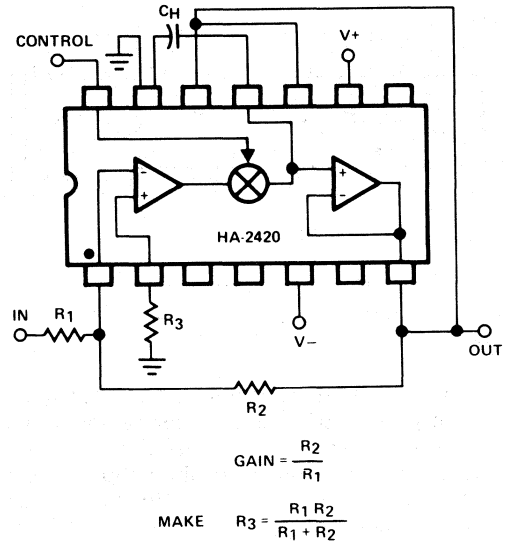 CONTROL
CH
V+
-
+
+
-
HA-2420
IN
R1
R3
V-
OUT
R2
GAIN = R2 / R1
MAKE R3 = R1 R2 / R1 + R2